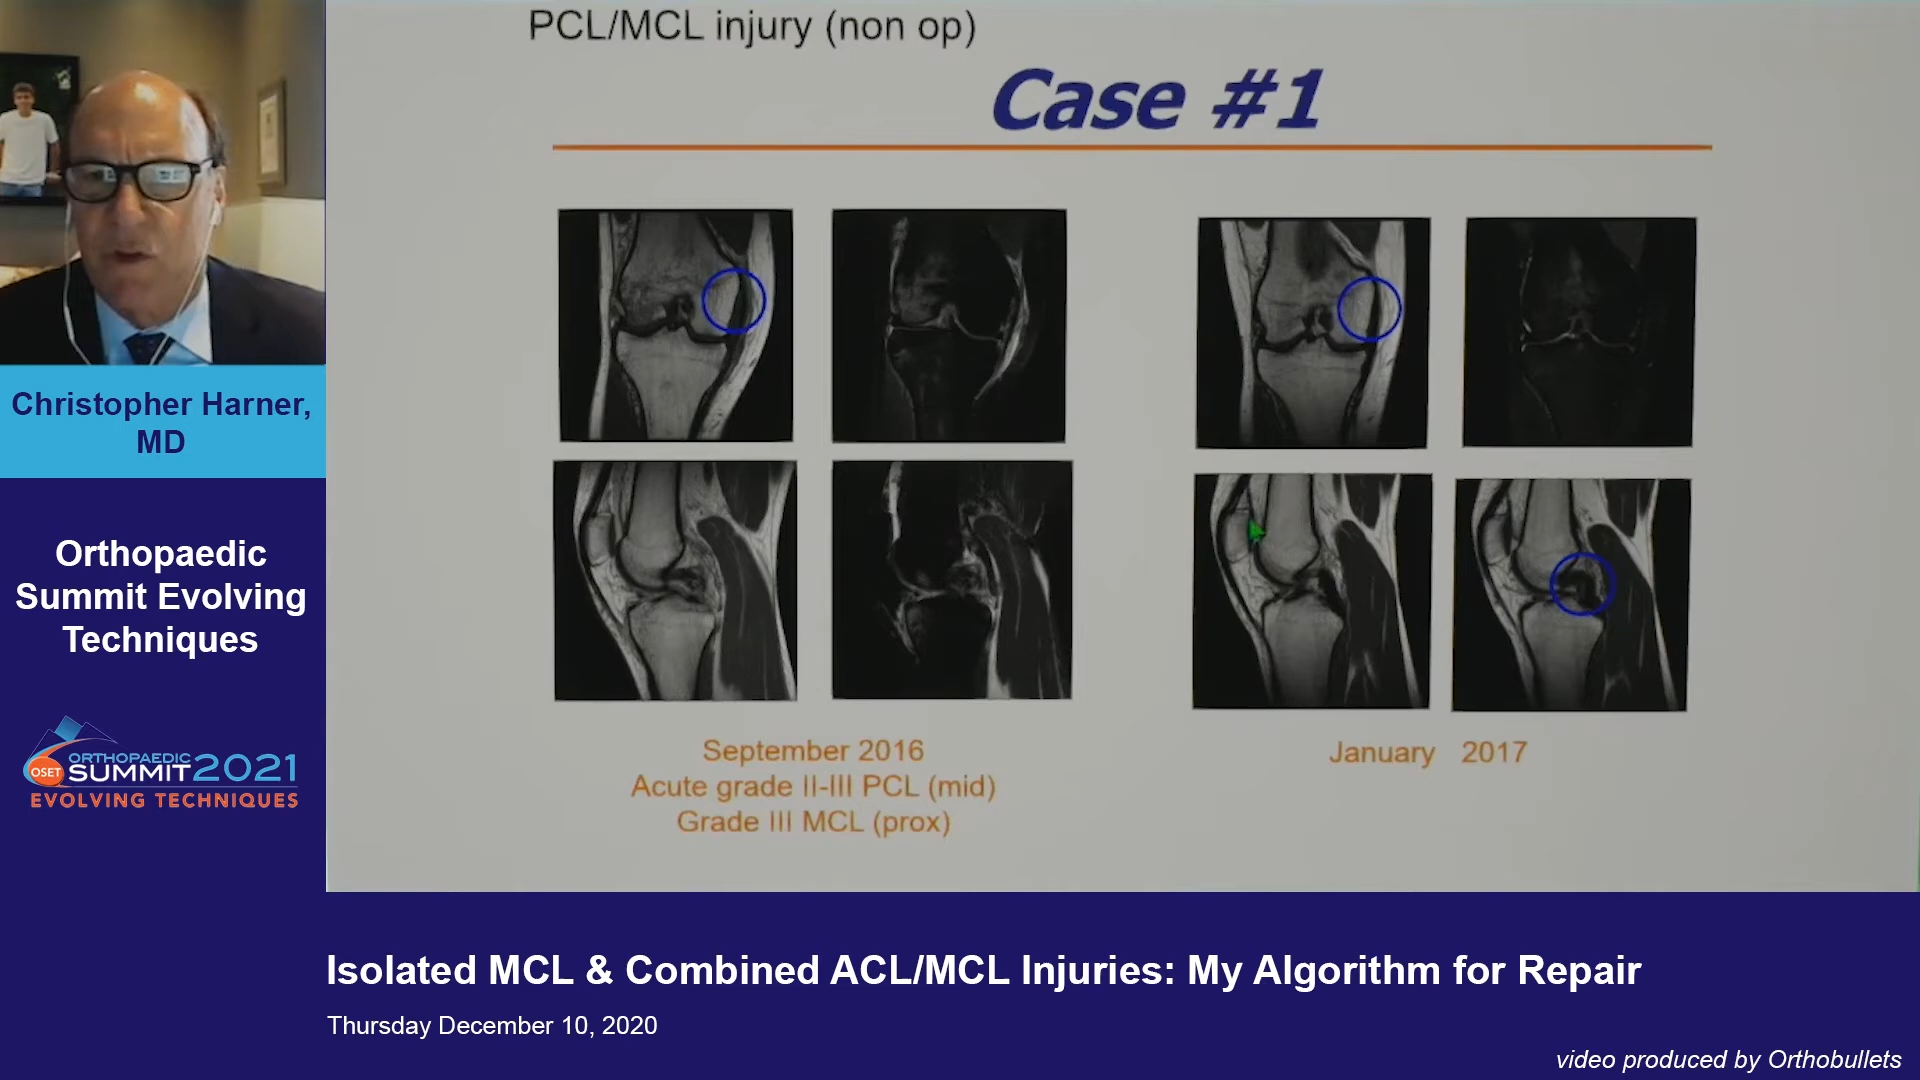 PCL/MCL injury (non op)
Case #1
Christopher Harner,
MD
Orthopaedic
Summit Evolving
Techniques
OSET
ORTHOPAEDIC
SUMMIT 2021
EVOLVING TECHNIQUES
September 2016
Acute grade II-III PCL (mid)
Grade III MCL (prox)
January 2017
Isolated MCL & Combined ACL/MCL Injuries: My Algorithm for Repair
Thursday December 10, 2020
video produced by Orthobullets